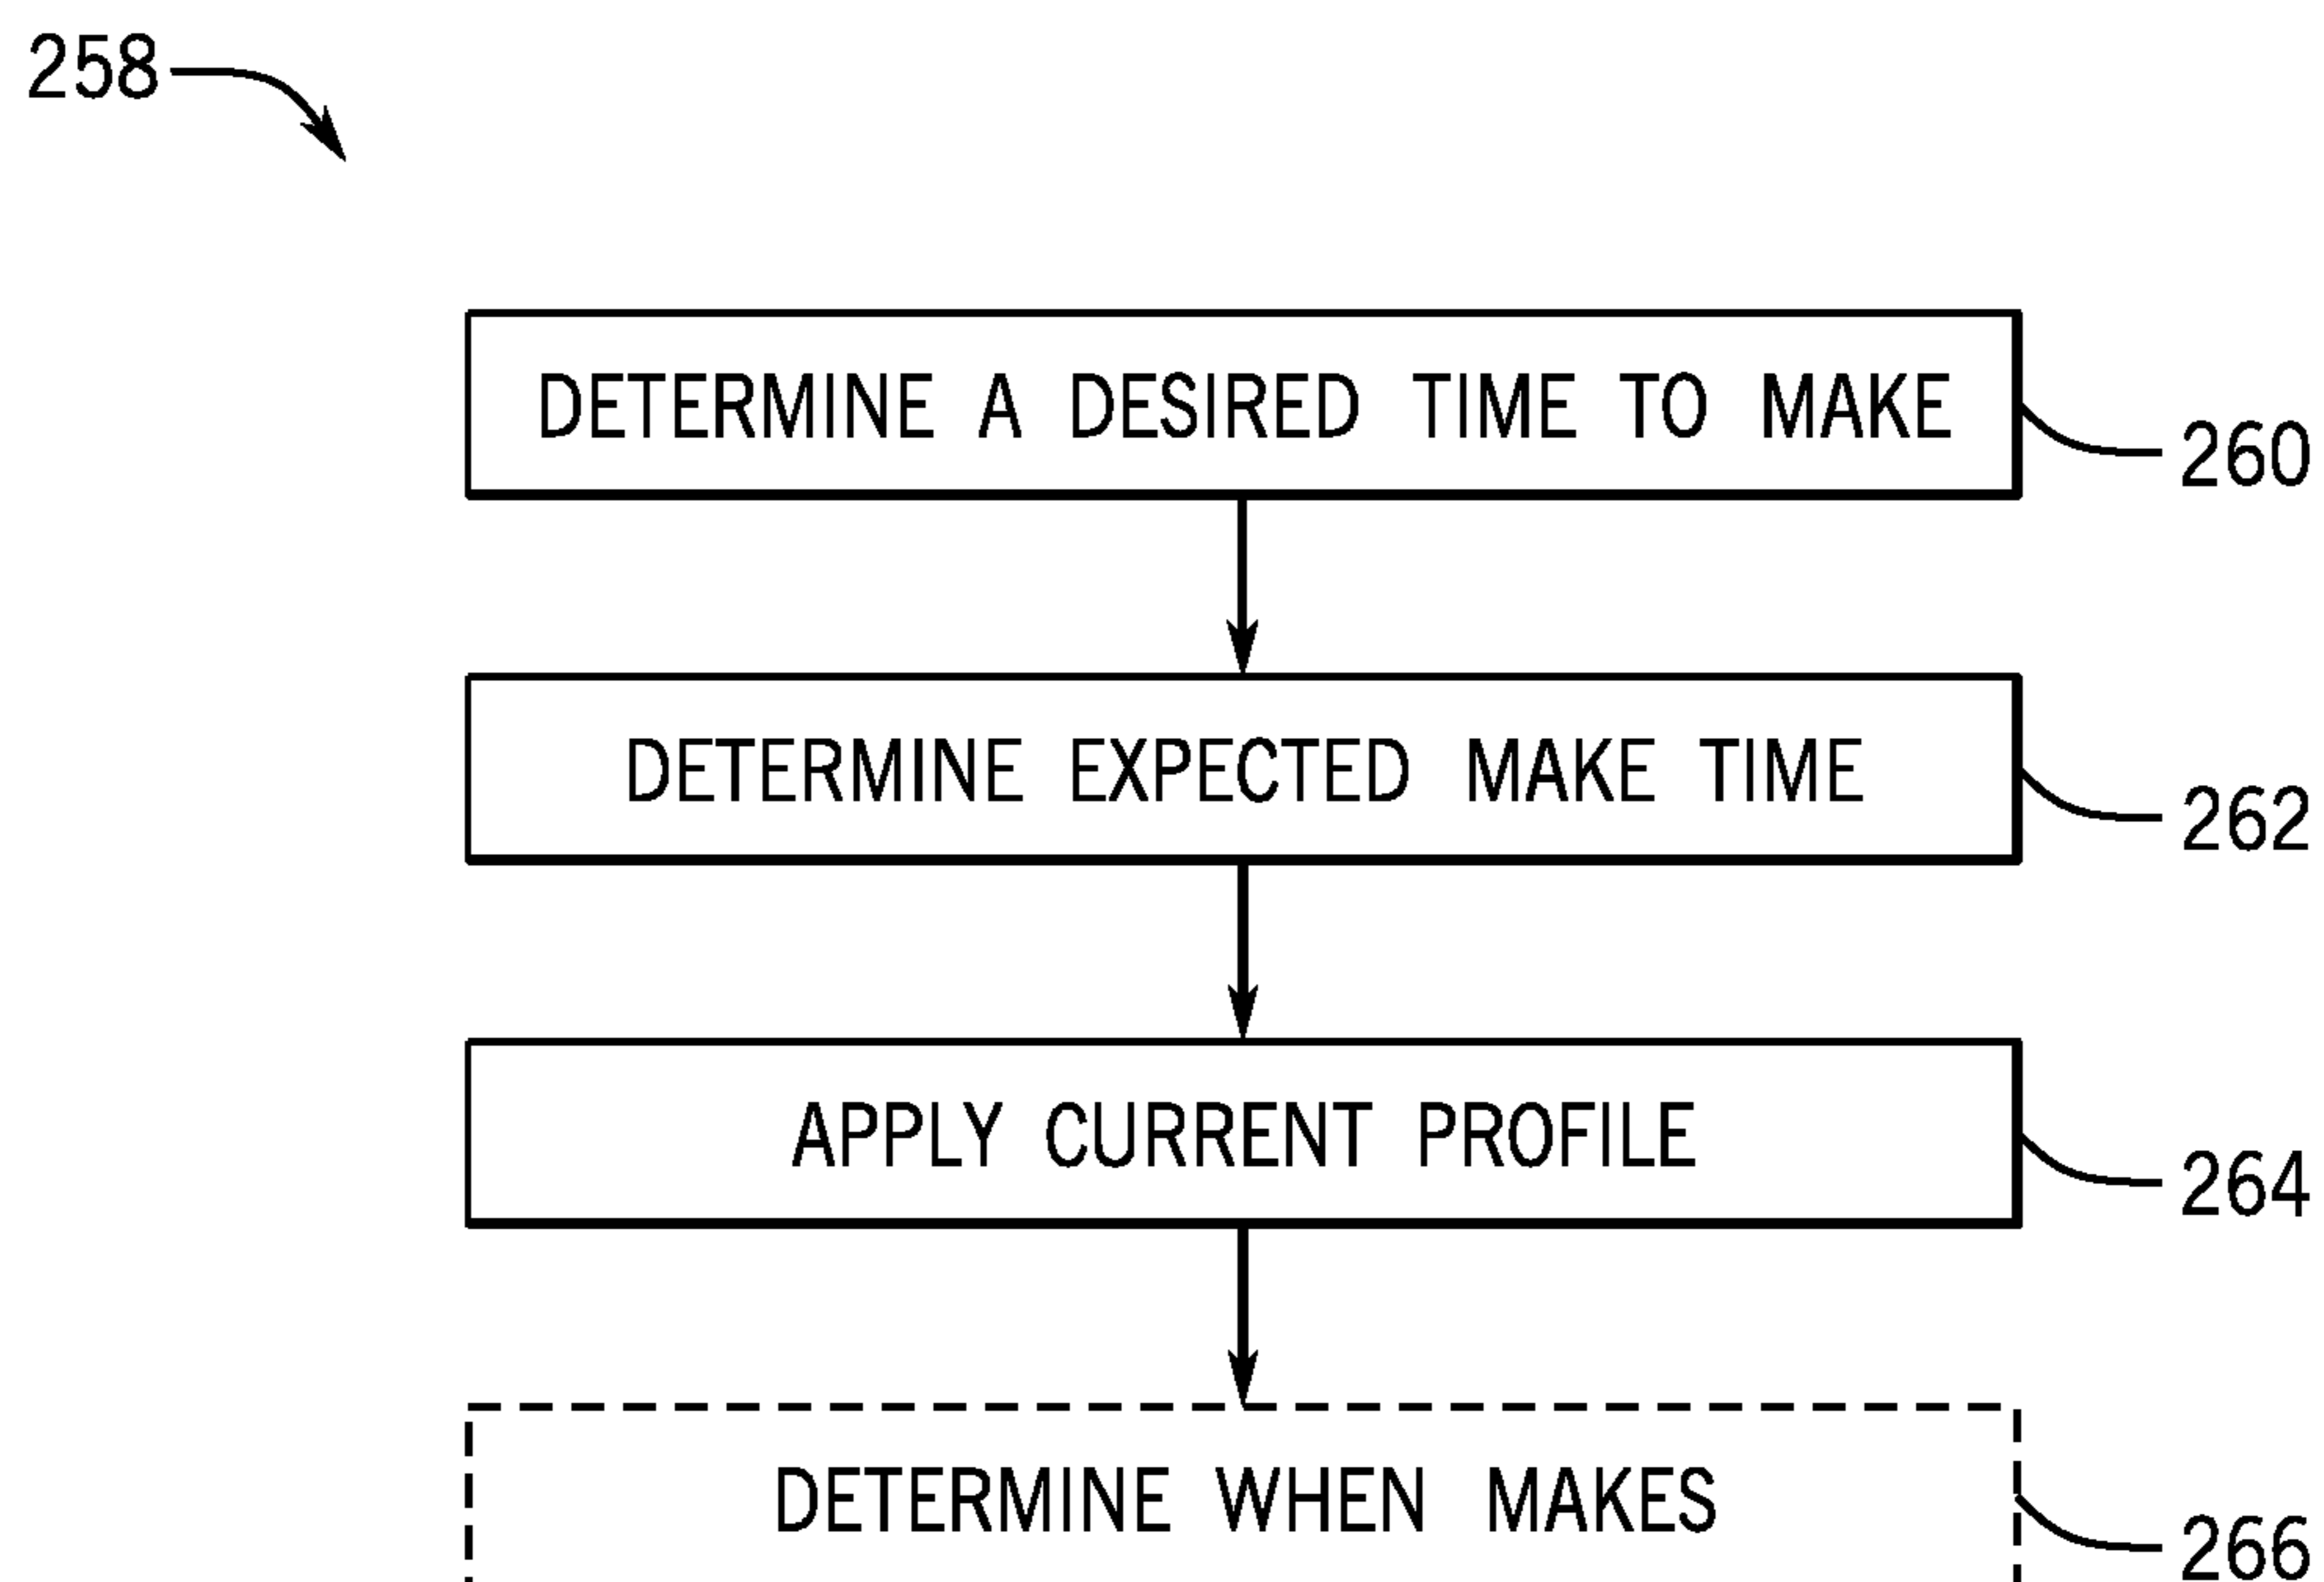 258
DETERMINE A DESIRED TIME TO MAKE
260
DETERMINE EXPECTED MAKE TIME
262
APPLY CURRENT PROFILE
264
DETERMINE WHEN MAKES
266